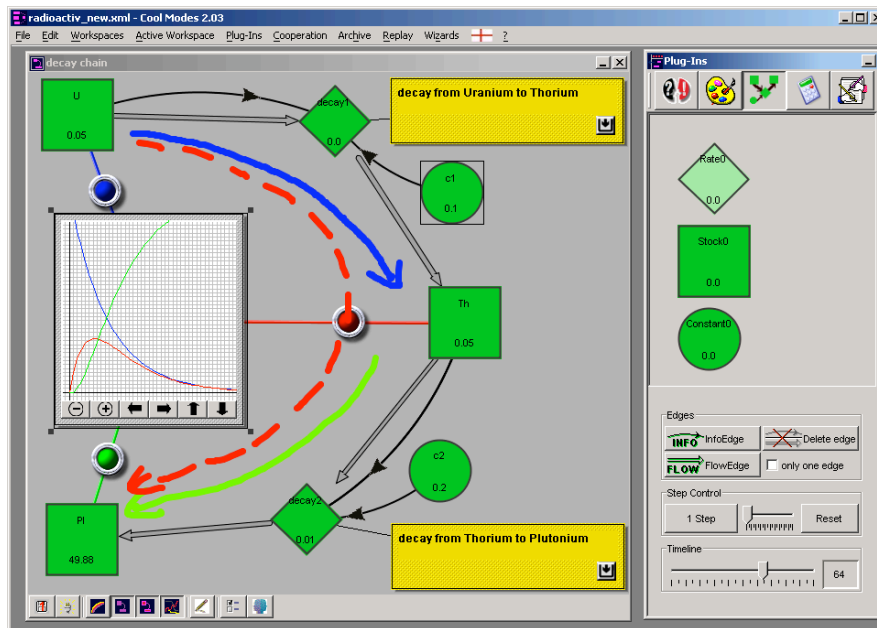 radioactiv_new.xml - Cool Modes 2.03
File Edit Workspaces Active Workspace Plug-Ins Cooperation Archive Replay Wizards ?
decay chain
U
0.05
decay1
0.0
decay from Uranium to Thorium
c1
0.1
Th
0.05
c2
0.2
Pl
49.88
decay2
0.01
decay from Thorium to Plutonium
Plug-Ins
Rate0
0.0
Stock0
0.0
Constant0
0.0
Edges
INFO InfoEdge
Delete edge
FLOW FlowEdge
only one edge
Step Control
1 Step
Reset
Timeline
64